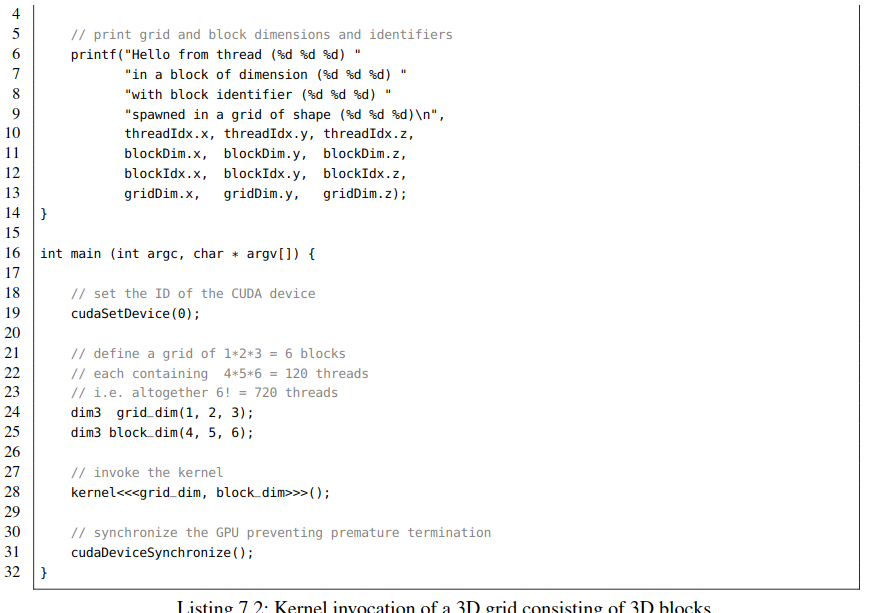 4
5 // print grid and block dimensions and identifiers
6 printf("Hello from thread (%d %d %d) "
7 "in a block of dimension (%d %d %d) "
8 "with block identifier (%d %d %d) "
9 "spawned in a grid of shape (%d %d %d)\n",
10 threadIdx.x, threadIdx.y, threadIdx.z,
11 blockDim.x, blockDim.y, blockDim.z,
12 blockIdx.x, blockIdx.y, blockIdx.z,
13 gridDim.x, gridDim.y, gridDim.z);
14 }
15
16 int main (int argc, char * argv[]) {
17
18 // set the ID of the CUDA device
19 cudaSetDevice(0);
20
21 // define a grid of 1*2*3 = 6 blocks
22 // each containing 4*5*6 = 120 threads
23 // i.e. altogether 6! = 720 threads
24 dim3 grid_dim(1, 2, 3);
25 dim3 block_dim(4, 5, 6);
26
27 // invoke the kernel
28 kernel<<<grid_dim, block_dim>>>();
29
30 // synchronize the GPU preventing premature termination
31 cudaDeviceSynchronize();
32 }
Listing 7.2: Kernel invocation of a 3D grid consisting of 3D blocks.